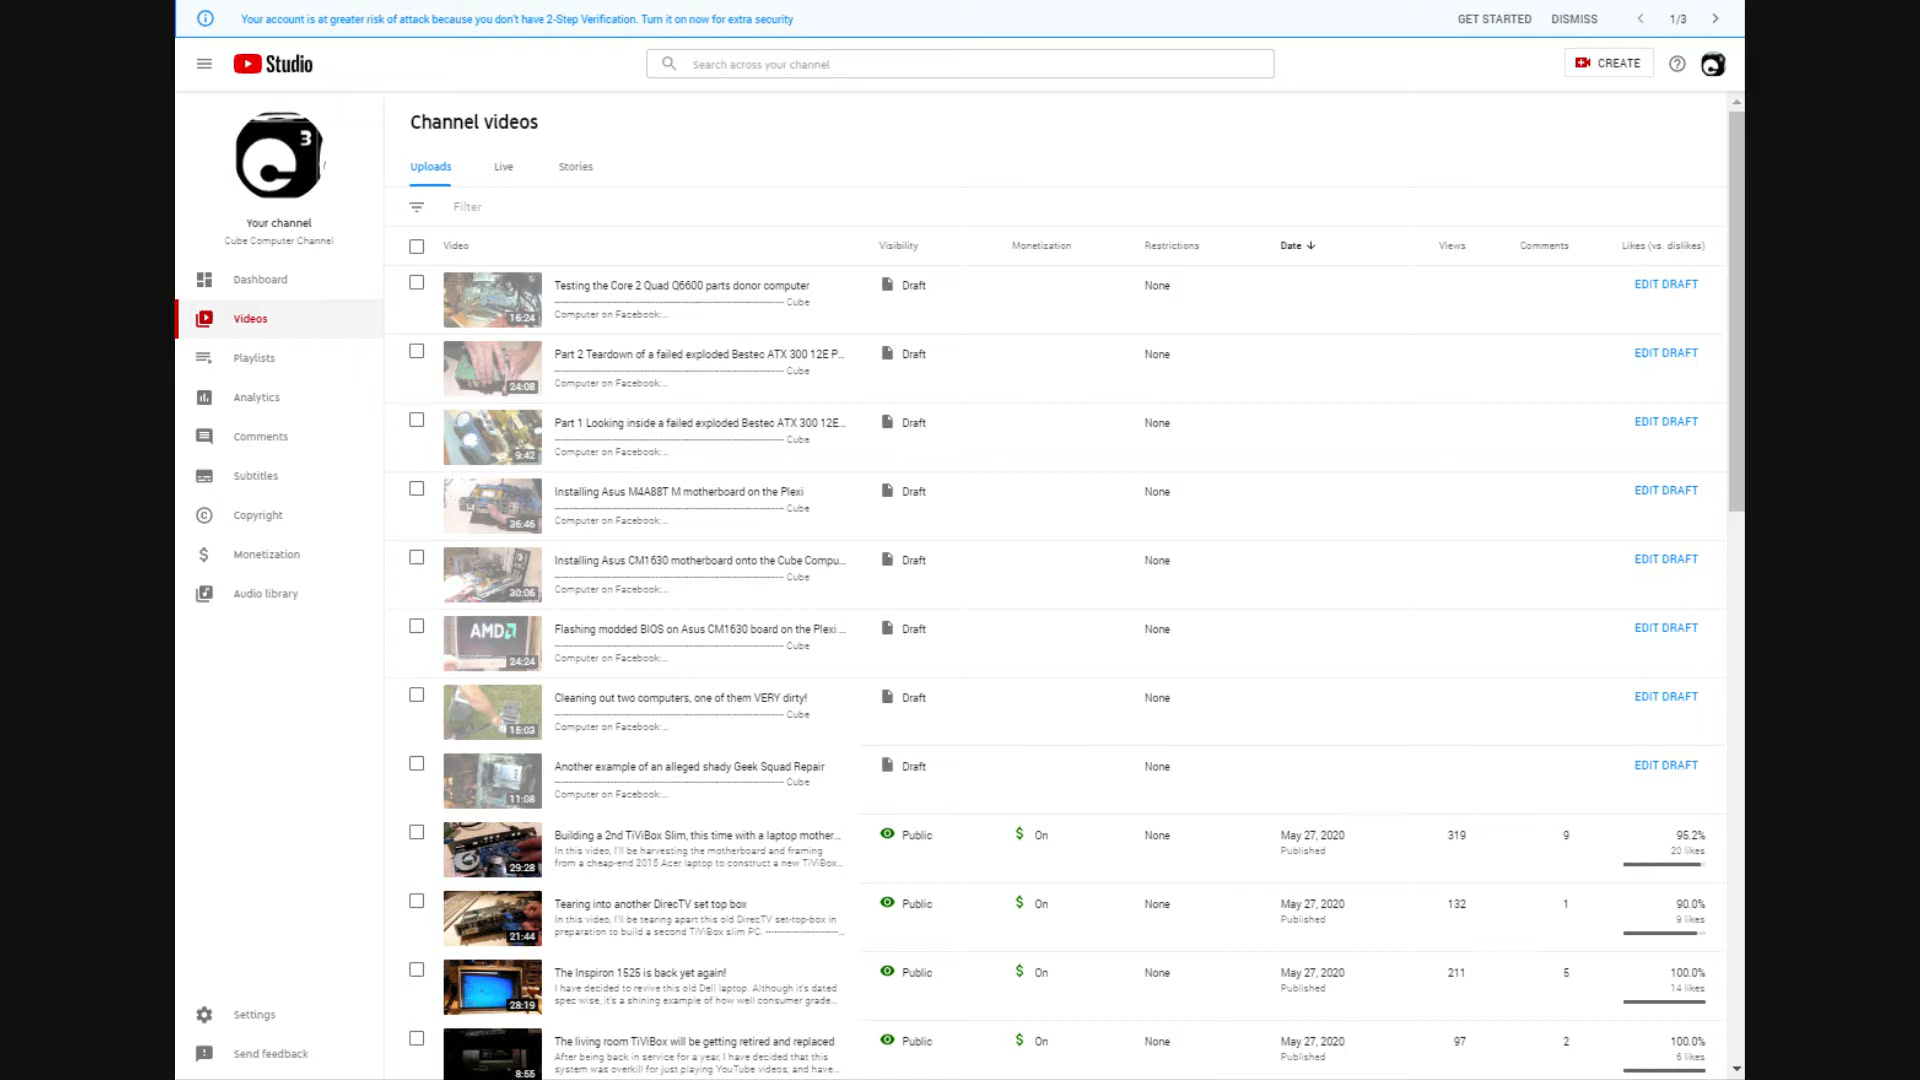 Your account is at greater risk of attack because you don't have 2-Step Verification. Turn it on now for extra security
GET STARTED
DISMISS
1/3
Studio
Search across your channel
CREATE
Your channel
Cube Computer Channel
Dashboard
Videos
Playlists
Analytics
Comments
Subtitles
Copyright
Monetization
Audio library
Settings
Send feedback
Channel videos
Uploads Live Stories
Filter
Video Visibility Monetization Restrictions Date Views Comments Likes (vs. dislikes)
16:24
Testing the Core 2 Quad Q6600 parts donor computer
Cube
Computer on Facebook:...
Draft None EDIT DRAFT
24:08
Part 2 Teardown of a failed exploded Bestec ATX 300 12E P...
Cube
Computer on Facebook:...
Draft None EDIT DRAFT
9:42
Part 1 Looking inside a failed exploded Bestec ATX 300 12E...
Cube
Computer on Facebook:...
Draft None EDIT DRAFT
36:46
Installing Asus M4A88T M motherboard on the Plexi
Cube
Computer on Facebook:...
Draft None EDIT DRAFT
30:06
Installing Asus CM1630 motherboard onto the Cube Compu...
Cube
Computer on Facebook:...
Draft None EDIT DRAFT
AMD
24:24
Flashing modded BIOS on Asus CM1630 board on the Plexi ...
Cube
Computer on Facebook:...
Draft None EDIT DRAFT
15:03
Cleaning out two computers, one of them VERY dirty!
Cube
Computer on Facebook:...
Draft None EDIT DRAFT
11:08
Another example of an alleged shady Geek Squad Repair
Cube
Computer on Facebook:...
Draft None EDIT DRAFT
29:28
Building a 2nd TiViBox Slim, this time with a laptop mother...
In this video, I'll be harvesting the motherboard and framing
from a cheap-end 2015 Acer laptop to construct a new TiViBox...
Public On None May 27, 2020 319 9 95.2%
Published 20 likes
21:44
Tearing into another DirecTV set top box
In this video, I'll be tearing apart this old DirecTV set-top-box in
preparation to build a second TiViBox slim PC.
Public On None May 27, 2020 132 1 90.0%
Published 9 likes
28:19
The Inspiron 1525 is back yet again!
I have decided to revive this old Dell laptop. Although it's dated
spec wise, it's a shining example of how well consumer grade...
Public On None May 27, 2020 211 5 100.0%
Published 14 likes
8:55
The living room TiViBox will be getting retired and replaced
After being back in service for a year, I have decided that this
system was overkill for just playing YouTube videos, and have...
Public On None May 27, 2020 97 2 100.0%
Published 6 likes